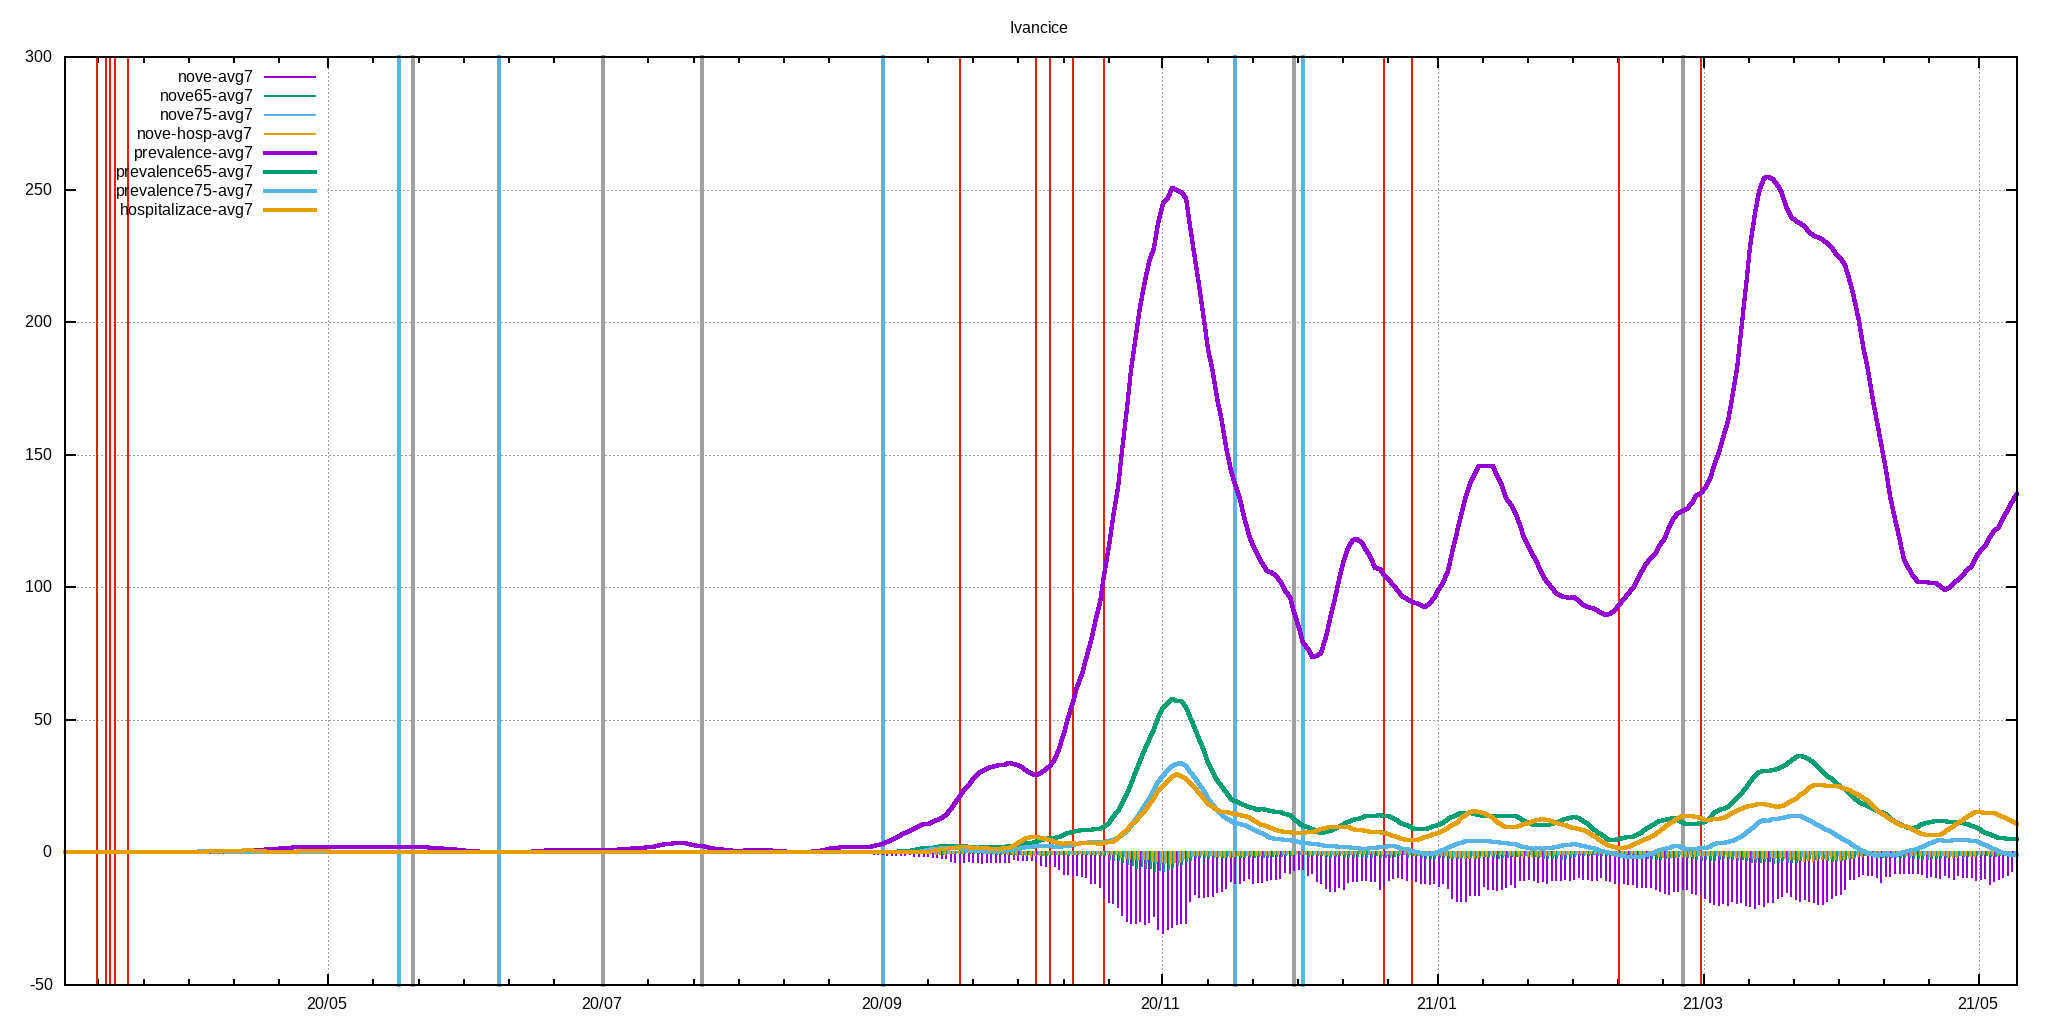 Ivancice
300
250
200
150
100
50
0
-50
nove-avg7
nove65-avg7
nove75-avg7
nove-hosp-avg7
prevalence-avg7
prevalence65-avg7
prevalence75-avg7
hospitalizace-avg7
20/05 20/07 20/09 20/11 21/01 21/03 21/05